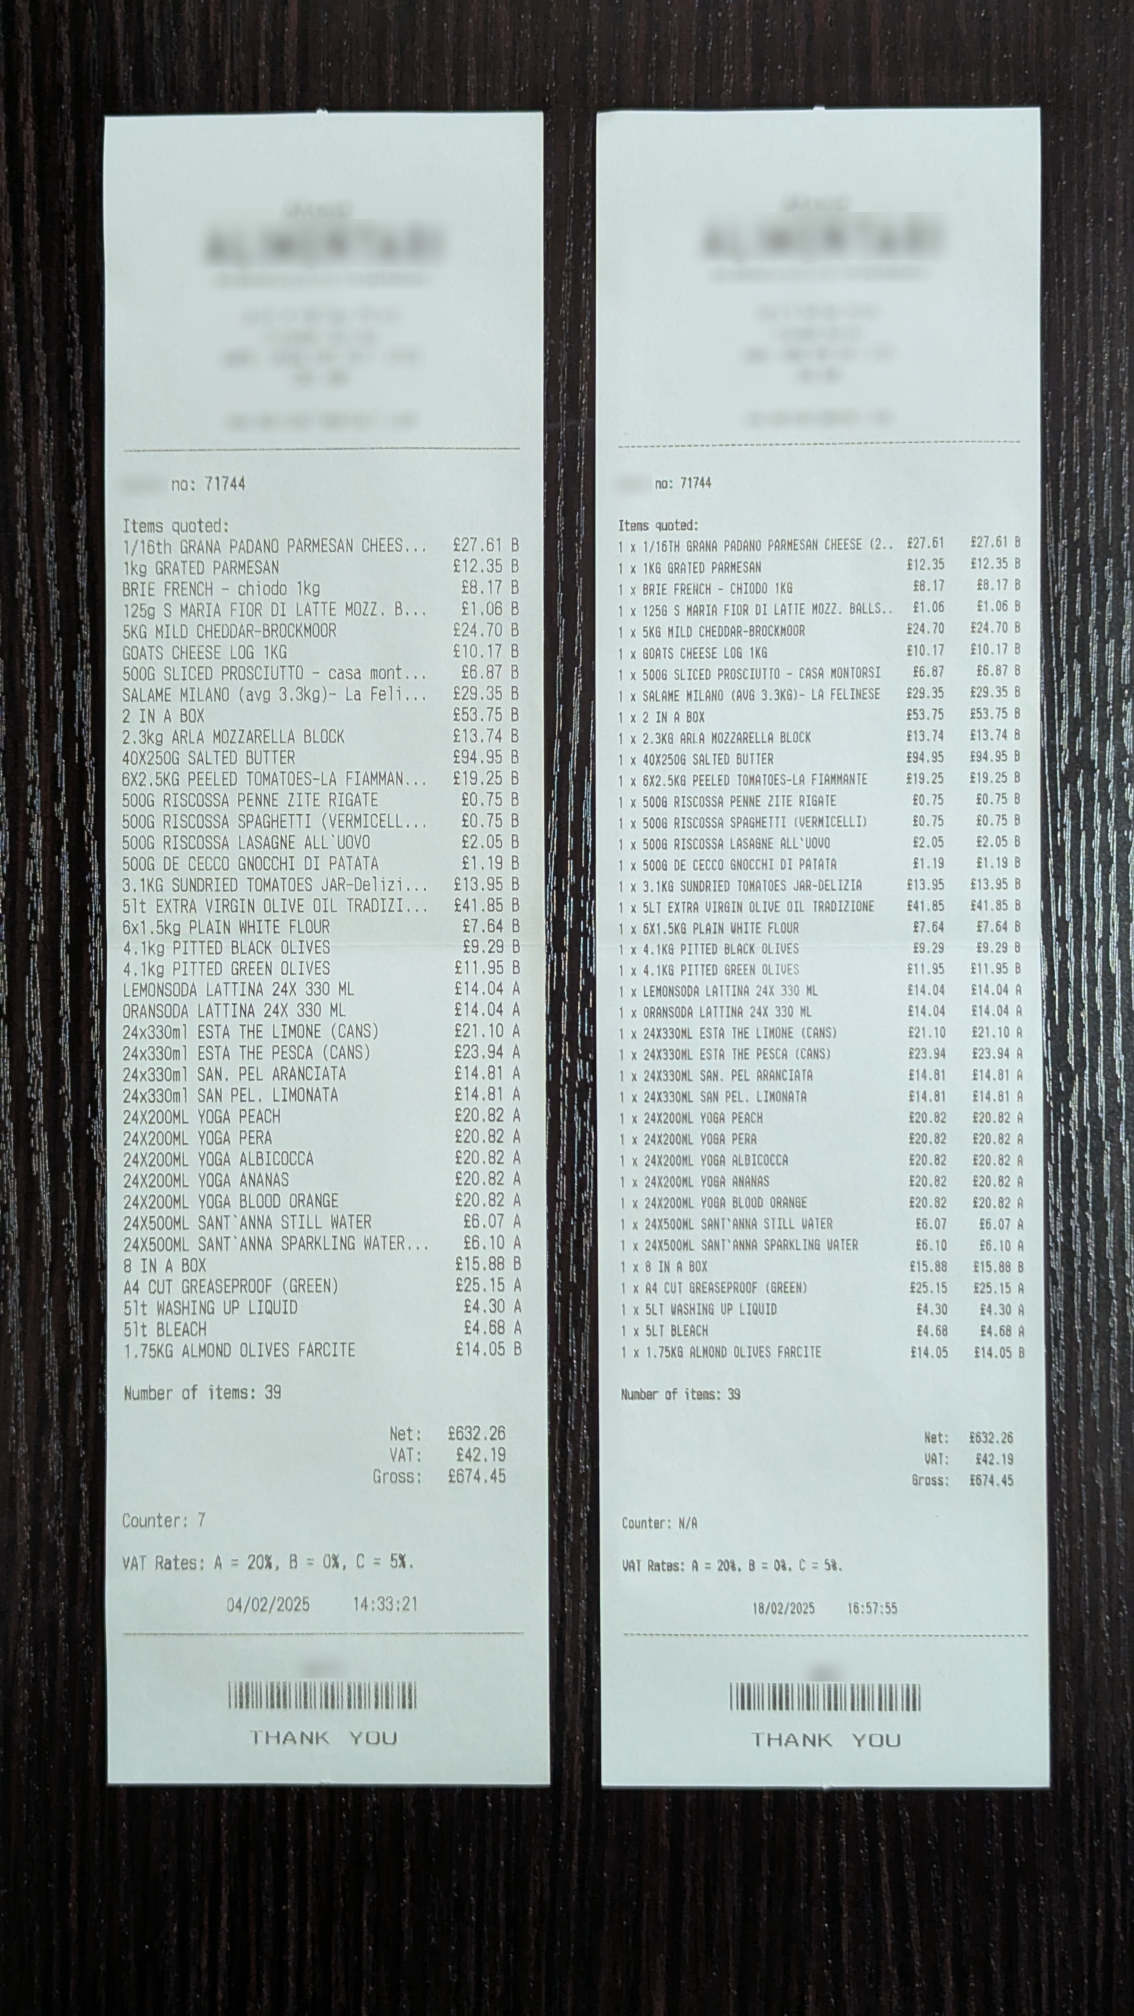 no: 71744
Items quoted:
1/16th GRANA PADANO PARMESAN CHEES... £27.61 B
1kg GRATED PARMESAN £12.35 B
BRIE FRENCH - chiodo 1kg £8.17 B
125g S MARIA FIOR DI LATTE MOZZ. B... £1.06 B
5KG MILD CHEDDAR-BROCKMOOR £24.70 B
GOATS CHEESE LOG 1KG £10.17 B
500G SLICED PROSCIUTTO - casa mont... £6.87 B
SALAME MILANO (avg 3.3kg)- La Feli... £29.35 B
2 IN A BOX £53.75 B
2.3kg ARLA MOZZARELLA BLOCK £13.74 B
40X250G SALTED BUTTER £94.95 B
6X2.5KG PEELED TOMATOES-LA FIAMMAN... £19.25 B
500G RISCOSSA PENNE ZITE RIGATE £0.75 B
500G RISCOSSA SPAGHETTI (VERMICELL... £0.75 B
500G RISCOSSA LASAGNE ALL`UOVO £2.05 B
500G DE CECCO GNOCCHI DI PATATA £1.19 B
3.1KG SUNDRIED TOMATOES JAR-Delizi... £13.95 B
5lt EXTRA VIRGIN OLIVE OIL TRADIZI... £41.85 B
6x1.5kg PLAIN WHITE FLOUR £7.64 B
4.1kg PITTED BLACK OLIVES £9.29 B
4.1kg PITTED GREEN OLIVES £11.95 B
LEMONSODA LATTINA 24X 330 ML £14.04 A
ORANSODA LATTINA 24X 330 ML £14.04 A
24x330ml ESTA THE LIMONE (CANS) £21.10 A
24x330ml ESTA THE PESCA (CANS) £23.94 A
24x330ml SAN. PEL ARANCIATA £14.81 A
24x330ml SAN PEL. LIMONATA £14.81 A
24X200ML YOGA PEACH £20.82 A
24X200ML YOGA PERA £20.82 A
24X200ML YOGA ALBICOCCA £20.82 A
24X200ML YOGA ANANAS £20.82 A
24X200ML YOGA BLOOD ORANGE £20.82 A
24X500ML SANT`ANNA STILL WATER £6.07 A
24X500ML SANT`ANNA SPARKLING WATER... £6.10 A
8 IN A BOX £15.88 B
A4 CUT GREASEPROOF (GREEN) £25.15 A
5lt WASHING UP LIQUID £4.30 A
5lt BLEACH £4.68 A
1.75KG ALMOND OLIVES FARCITE £14.05 B
Number of items: 39
Net: £632.26
VAT: £42.19
Gross: £674.45
Counter: 7
VAT Rates: A = 20%, B = 0%, C = 5%.
04/02/2025 14:33:21
THANK YOU
no: 71744
Items quoted:
1 x 1/16TH GRANA PADANO PARMESAN CHEESE (2.. £27.61 £27.61 B
1 x 1KG GRATED PARMESAN £12.35 £12.35 B
1 x BRIE FRENCH - CHIODO 1KG £8.17 £8.17 B
1 x 125G S MARIA FIOR DI LATTE MOZZ. BALLS.. £1.06 £1.06 B
1 x 5KG MILD CHEDDAR-BROCKMOOR £24.70 £24.70 B
1 x GOATS CHEESE LOG 1KG £10.17 £10.17 B
1 x 500G SLICED PROSCIUTTO - CASA MONTORSI £6.87 £6.87 B
1 x SALAME MILANO (AVG 3.3KG)- LA FELINESE £29.35 £29.35 B
1 x 2 IN A BOX £53.75 £53.75 B
1 x 2.3KG ARLA MOZZARELLA BLOCK £13.74 £13.74 B
1 x 40X250G SALTED BUTTER £94.95 £94.95 B
1 x 6X2.5KG PEELED TOMATOES-LA FIAMMANTE £19.25 £19.25 B
1 x 500G RISCOSSA PENNE ZITE RIGATE £0.75 £0.75 B
1 x 500G RISCOSSA SPAGHETTI (VERMICELLI) £0.75 £0.75 B
1 x 500G RISCOSSA LASAGNE ALL`UOVO £2.05 £2.05 B
1 x 500G DE CECCO GNOCCHI DI PATATA £1.19 £1.19 B
1 x 3.1KG SUNDRIED TOMATOES JAR-DELIZIA £13.95 £13.95 B
1 x 5LT EXTRA VIRGIN OLIVE OIL TRADIZIONE £41.85 £41.85 B
1 x 6X1.5KG PLAIN WHITE FLOUR £7.64 £7.64 B
1 x 4.1KG PITTED BLACK OLIVES £9.29 £9.29 B
1 x 4.1KG PITTED GREEN OLIVES £11.95 £11.95 B
1 x LEMONSODA LATTINA 24X 330 ML £14.04 £14.04 A
1 x ORANSODA LATTINA 24X 330 ML £14.04 £14.04 A
1 x 24X330ML ESTA THE LIMONE (CANS) £21.10 £21.10 A
1 x 24X330ML ESTA THE PESCA (CANS) £23.94 £23.94 A
1 x 24X330ML SAN. PEL ARANCIATA £14.81 £14.81 A
1 x 24X330ML SAN PEL. LIMONATA £14.81 £14.81 A
1 x 24X200ML YOGA PEACH £20.82 £20.82 A
1 x 24X200ML YOGA PERA £20.82 £20.82 A
1 x 24X200ML YOGA ALBICOCCA £20.82 £20.82 A
1 x 24X200ML YOGA ANANAS £20.82 £20.82 A
1 x 24X200ML YOGA BLOOD ORANGE £20.82 £20.82 A
1 x 24X500ML SANT`ANNA STILL WATER £6.07 £6.07 A
1 x 24X500ML SANT`ANNA SPARKLING WATER £6.10 £6.10 A
1 x 8 IN A BOX £15.88 £15.88 B
1 x A4 CUT GREASEPROOF (GREEN) £25.15 £25.15 A
1 x 5LT WASHING UP LIQUID £4.30 £4.30 A
1 x 5LT BLEACH £4.68 £4.68 A
1 x 1.75KG ALMOND OLIVES FARCITE £14.05 £14.05 B
Number of items: 39
Net: £632.26
VAT: £42.19
Gross: £674.45
Counter: N/A
VAT Rates: A = 20%, B = 0%, C = 5%.
18/02/2025 16:57:55
THANK YOU